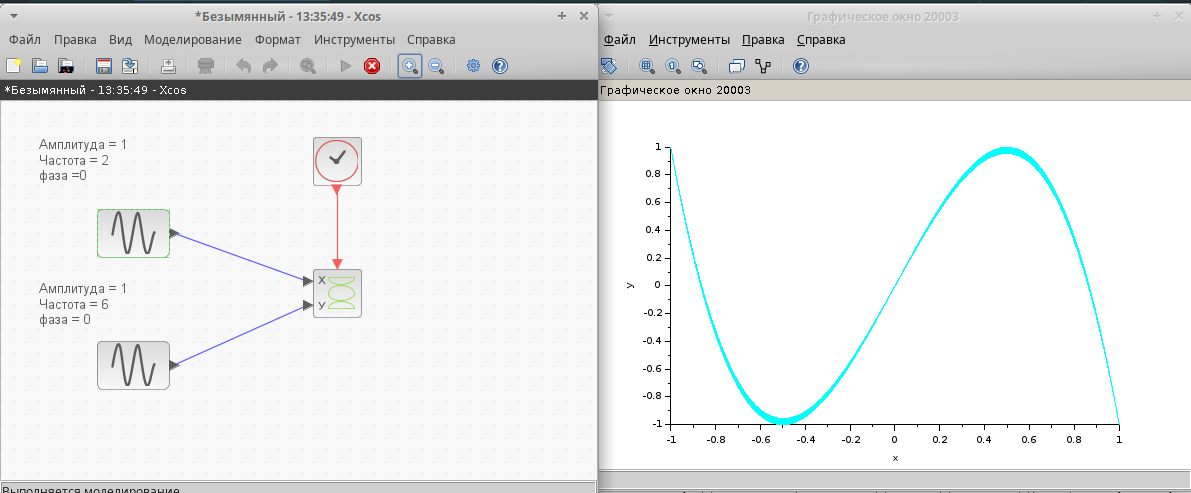 *Безымянный - 13:35:49 - Xcos
Файл Правка Вид Моделирование Формат Инструменты Справка
*Безымянный - 13:35:49 - Xcos
Амплитуда = 1
Частота = 2
фаза =0
Амплитуда = 1
Частота = 6
фаза = 0
X
У
Выполняется моделирование
Графическое окно 20003
Файл Инструменты Правка Справка
Графическое окно 20003
1
0.8
0.6
0.4
0.2
0
-0.2
-0.4
-0.6
-0.8
-1
y
-1 -0.8 -0.6 -0.4 -0.2 0 0.2 0.4 0.6 0.8 1
x